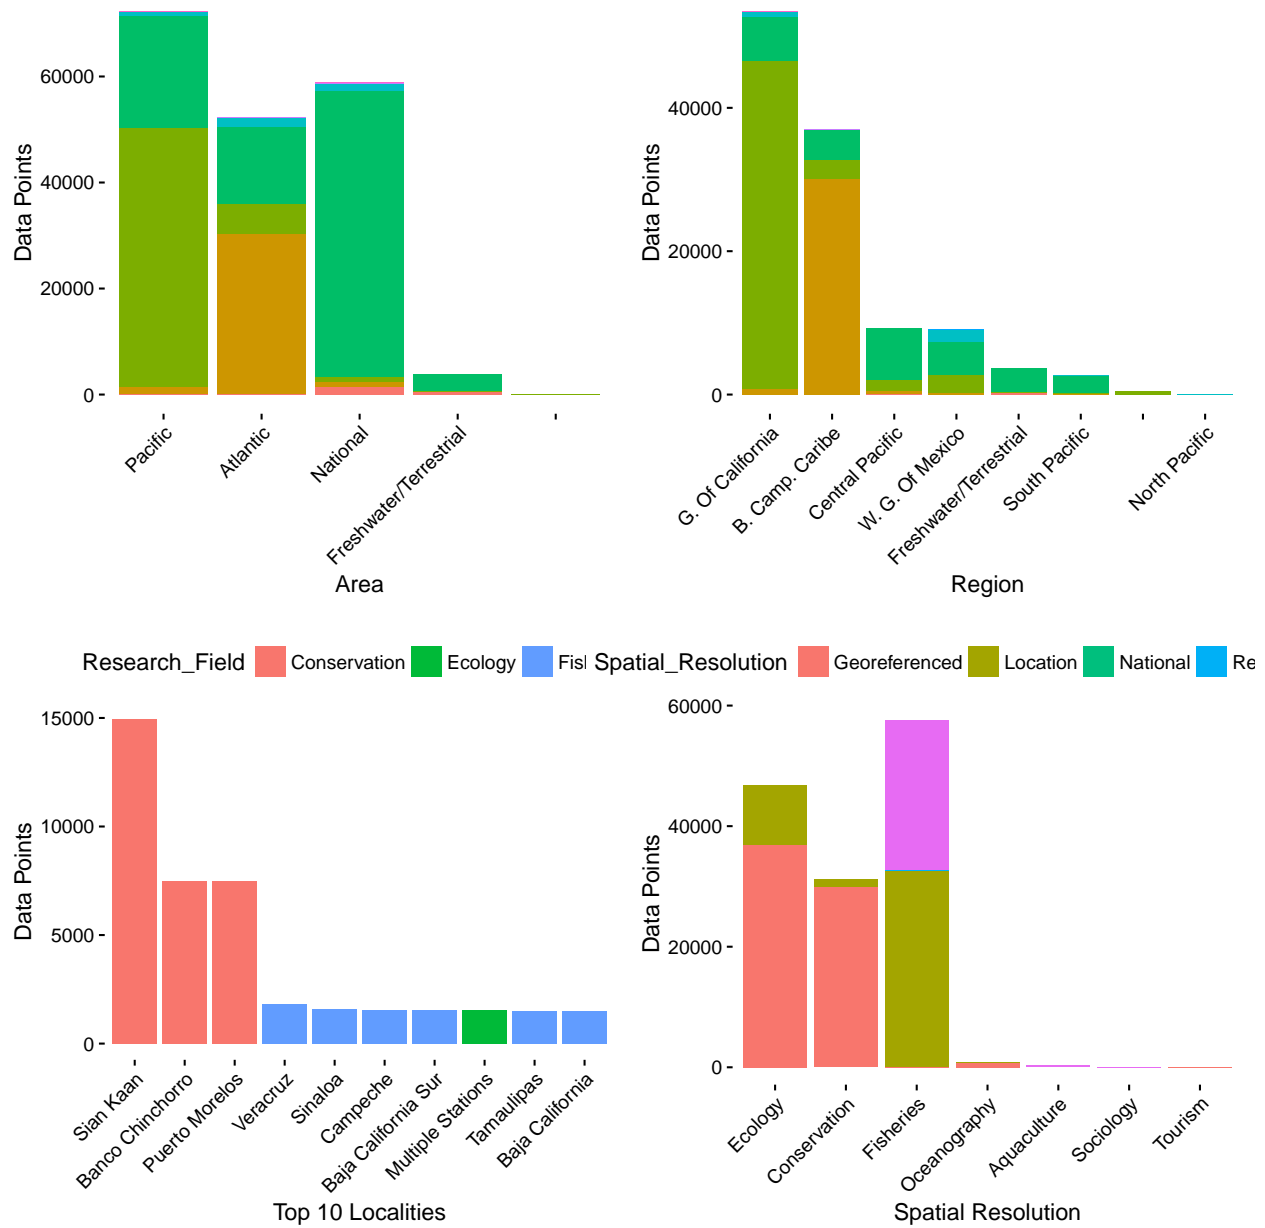 Data Points
60000
40000
20000
0
Pacific
Atlantic
National
Freshwater/Terrestrial
Area
Data Points
40000
20000
0
G. Of California
B. Camp. Caribe
Central Pacific
W. G. Of Mexico
Freshwater/Terrestrial
South Pacific
North Pacific
Region
Research_Field Conservation Ecology Fisl
Data Points
15000
10000
5000
0
Sian Kaan
Banco Chinchorro
Puerto Morelos
Veracruz
Sinaloa
Campeche
Baja California Sur
Multiple Stations
Tamaulipas
Baja California
Top 10 Localities
Spatial_Resolution Georeferenced Location National Re
Data Points
60000
40000
20000
0
Ecology
Conservation
Fisheries
Oceanography
Aquaculture
Sociology
Tourism
Spatial Resolution